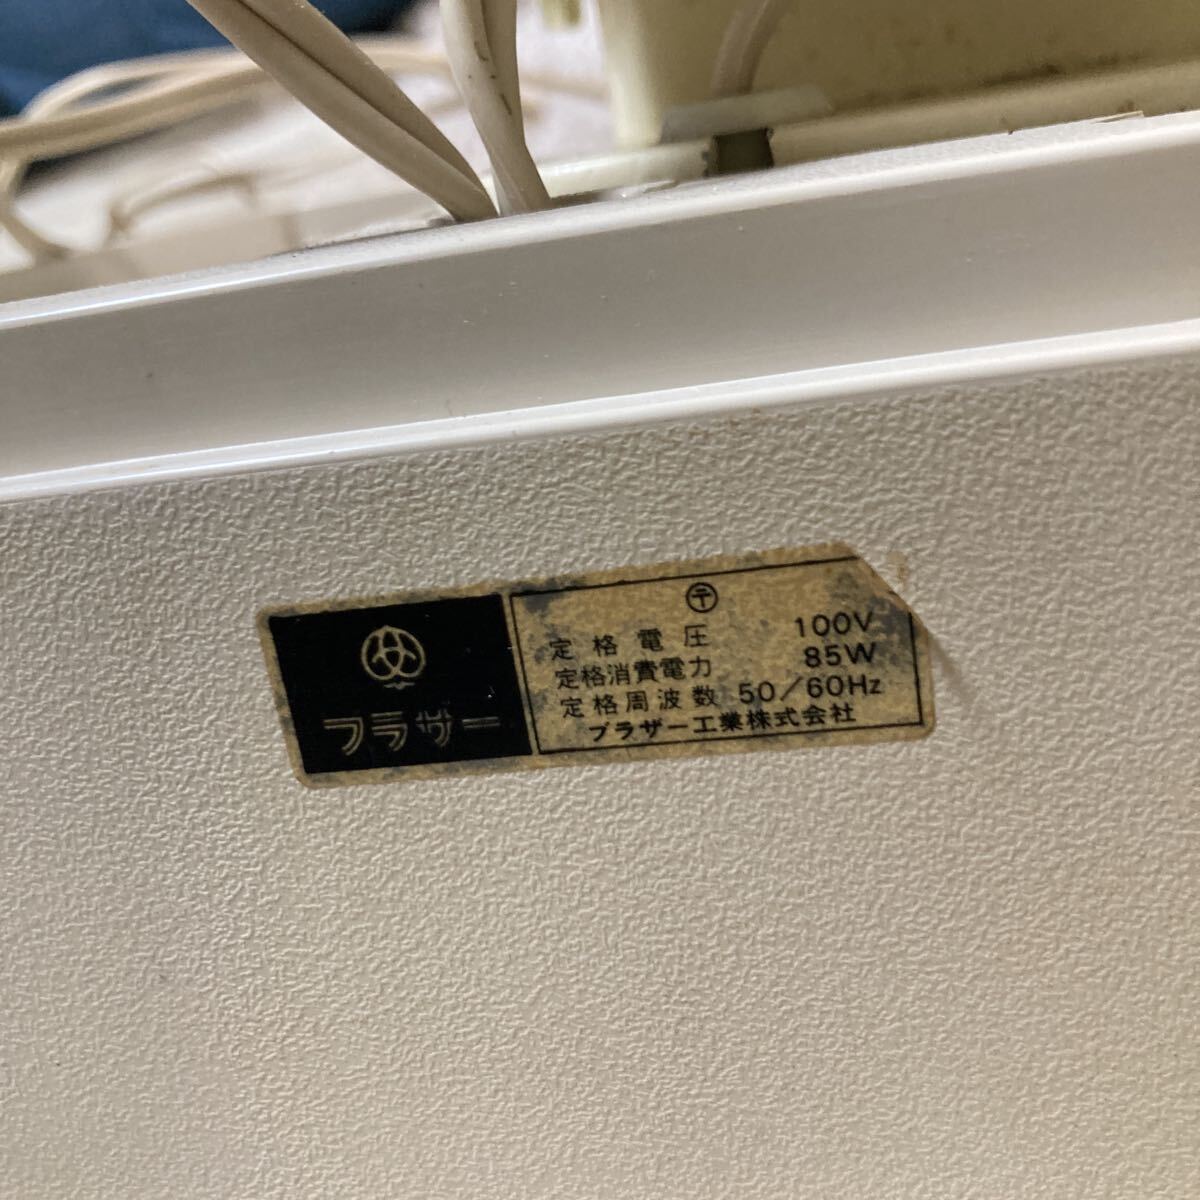 ブラザー
〒
定格電圧 100V
定格消費電力 85W
定格周波数 50/60Hz
ブラザー工業株式会社